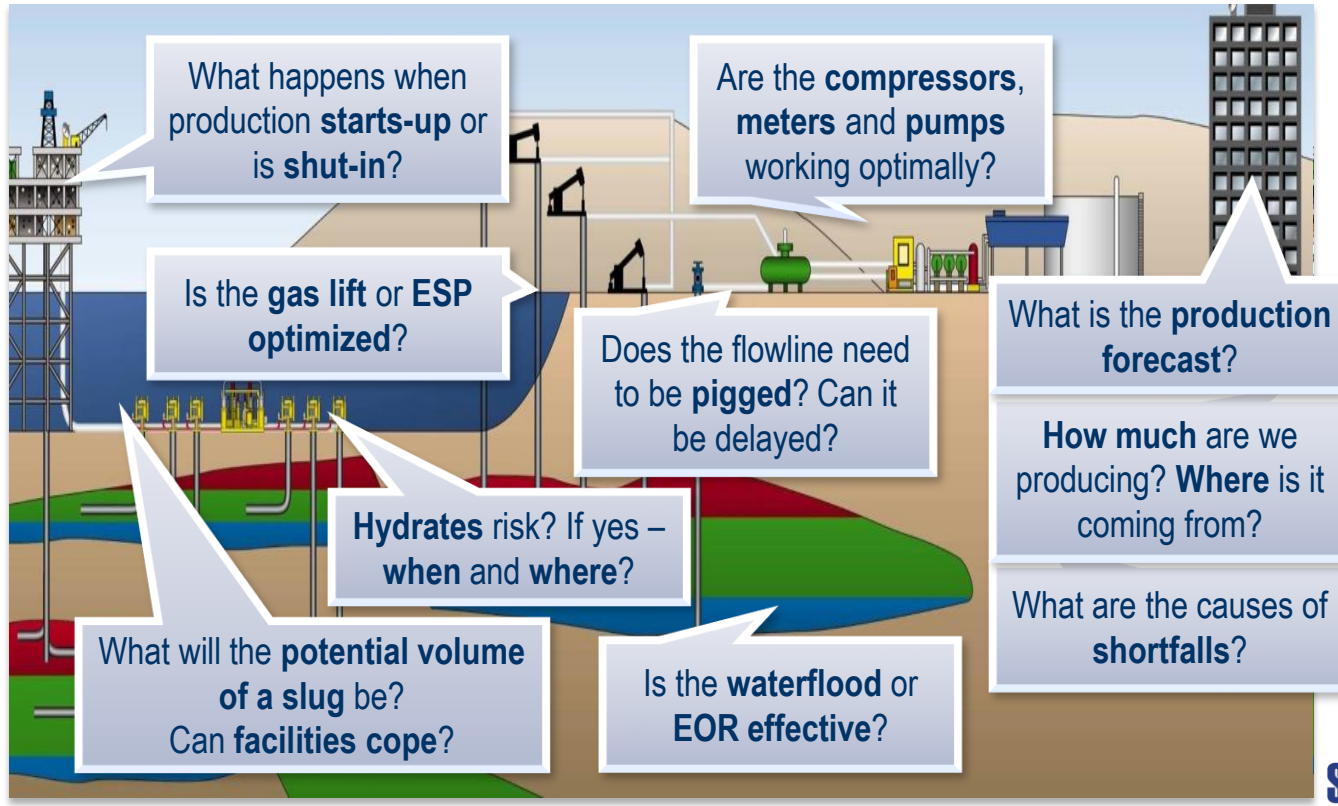 What happens when
production starts-up or
is shut-in?
Are the compressors,
meters and pumps
working optimally?
Is the gas lift or ESP
optimized?
Does the flowline need
to be pigged? Can it
be delayed?
What is the production
forecast?
How much are we
producing? Where is it
coming from?
Hydrates risk? If yes –
when and where?
What are the causes of
shortfalls?
What will the potential volume
of a slug be?
Can facilities cope?
Is the waterflood or
EOR effective?
S